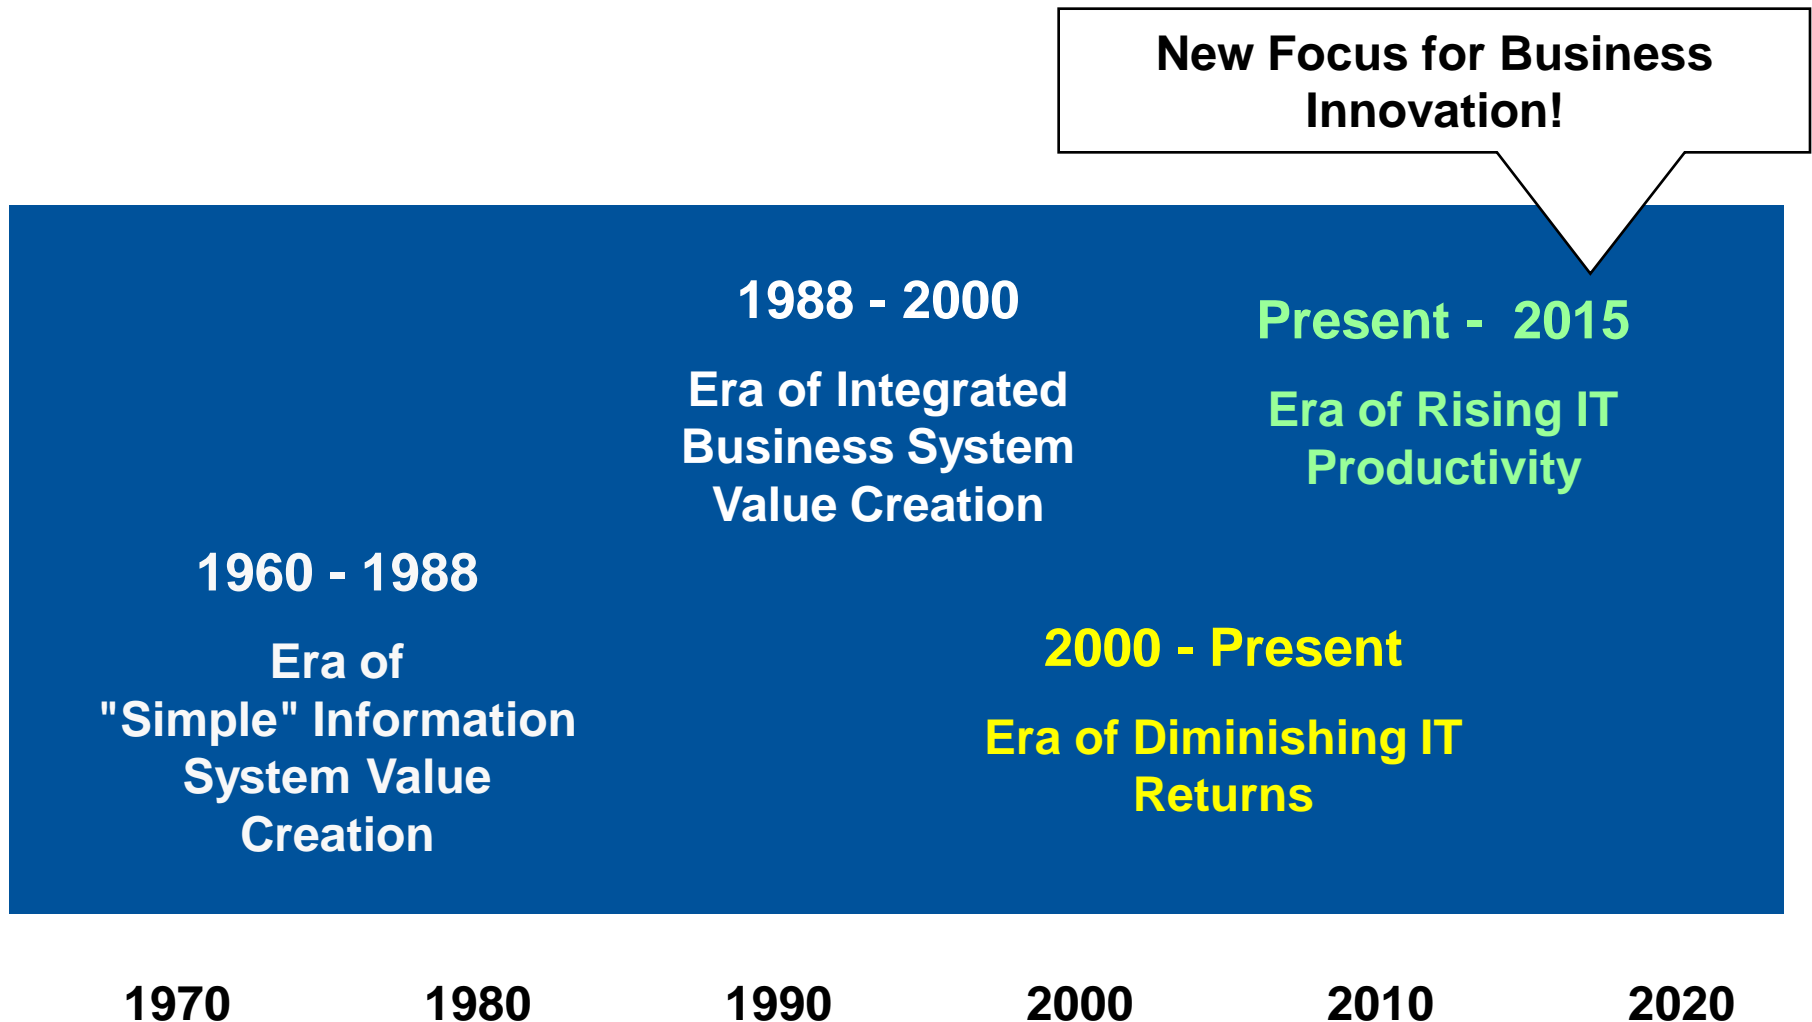 New Focus for Business
Innovation!
1988 - 2000
Era of Integrated
Business System
Value Creation
Present -  2015
Era of Rising IT
Productivity
1960 - 1988
Era of
"Simple" Information
System Value
Creation
2000 - Present
Era of Diminishing IT
Returns
1970 1980 1990 2000 2010 2020